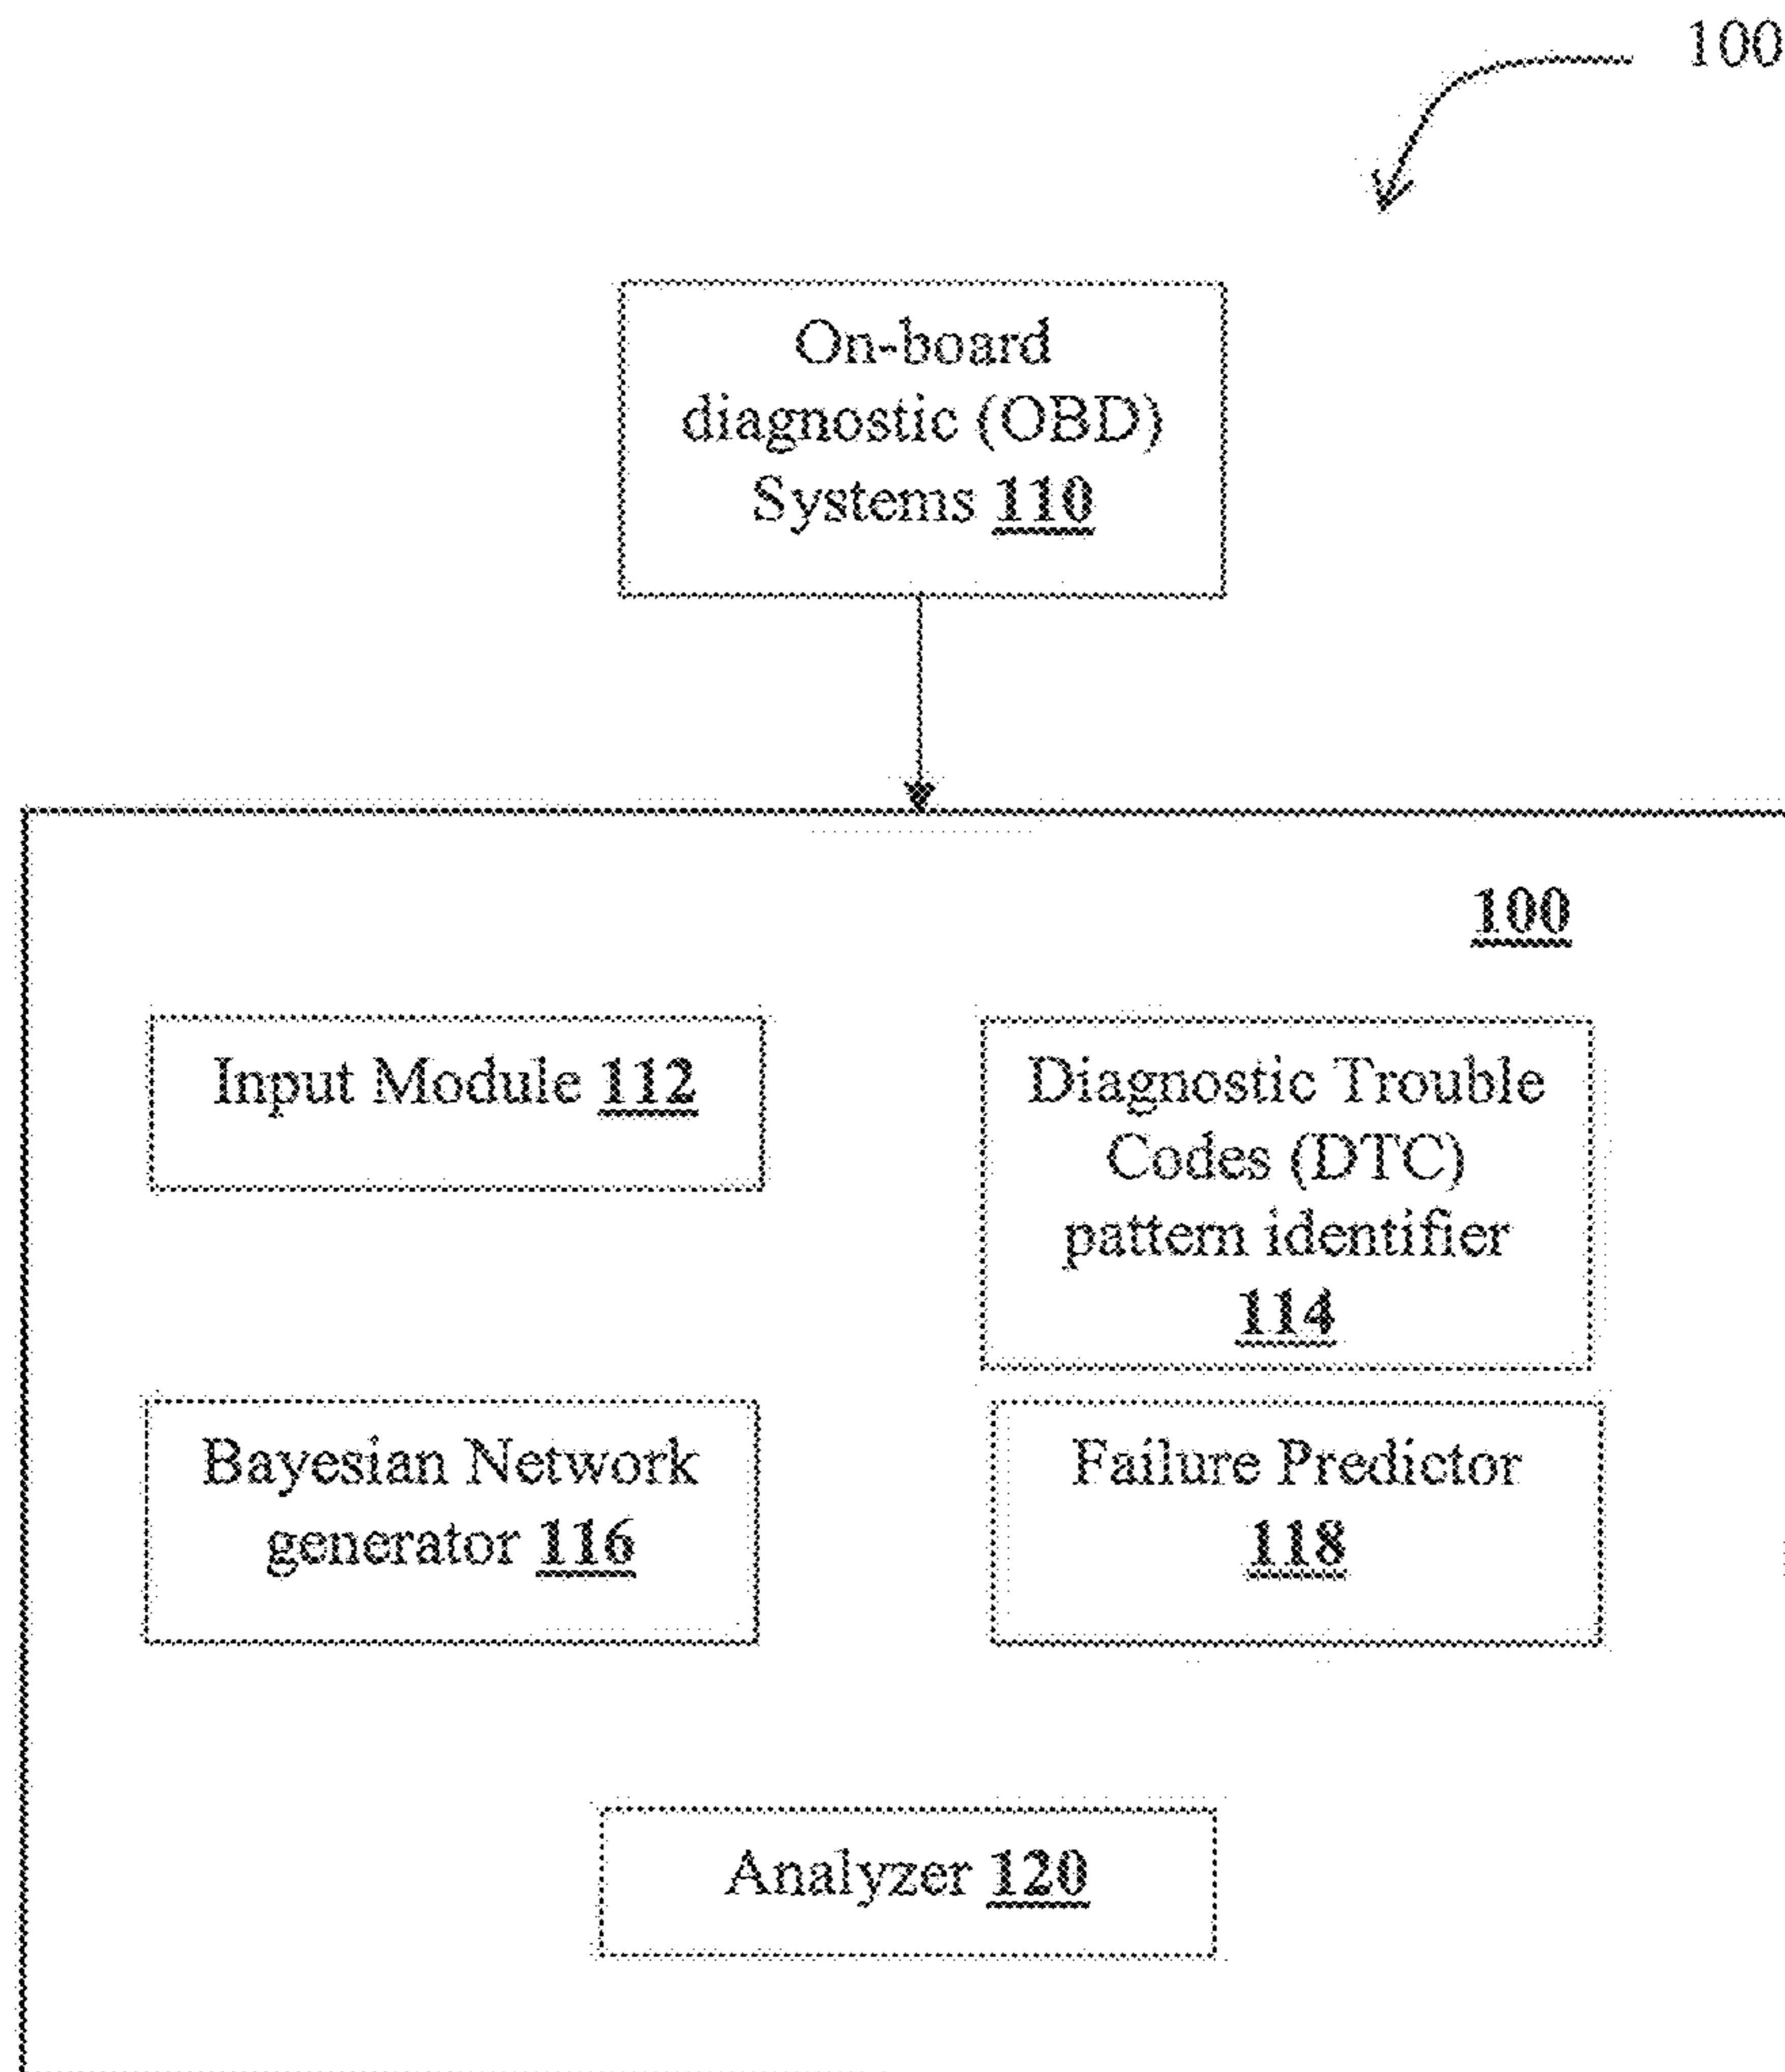 100
On-board
diagnostic (OBD)
Systems 110
100
Input Module 112
Diagnostic Trouble
Codes (DTC)
pattern identifier
114
Bayesian Network
generator 116
Failure Predictor
118
Analyzer 120